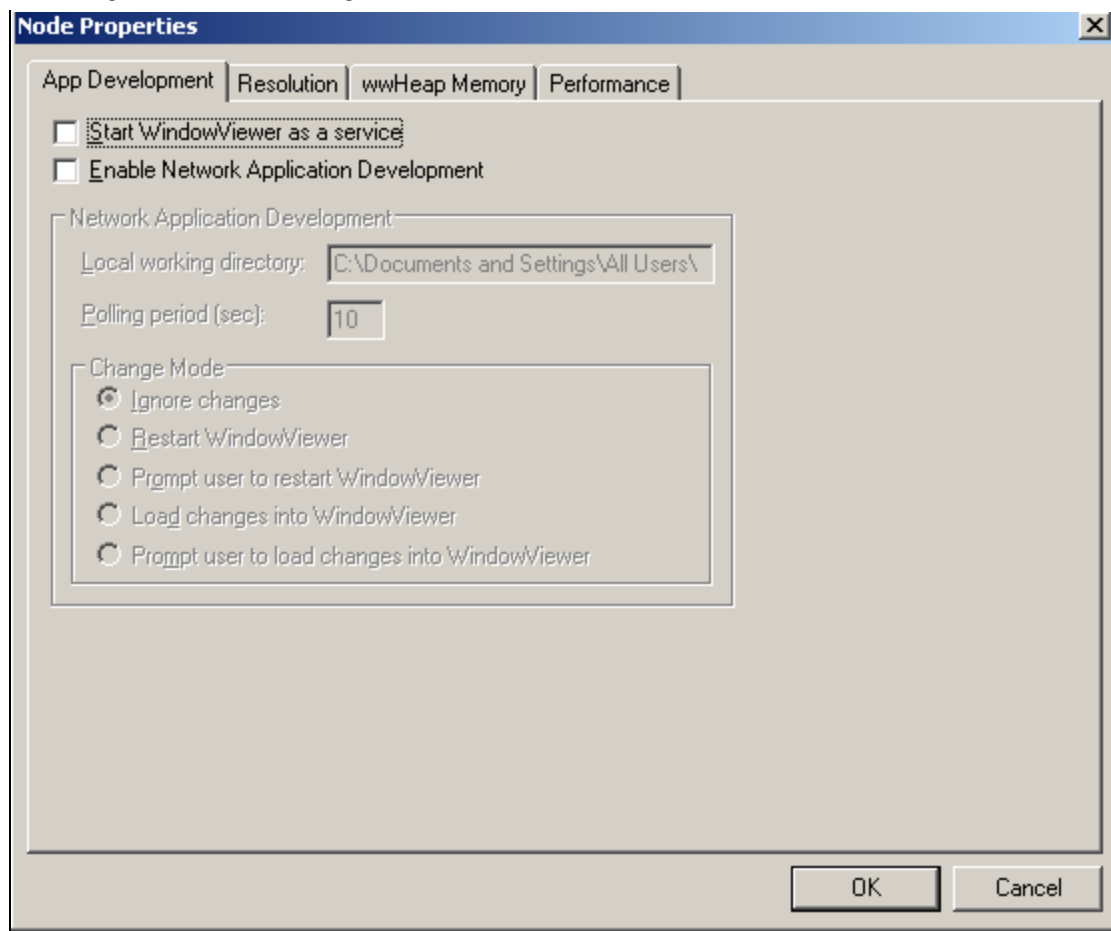 Node Properties
App Development Resolution wwHeap Memory Performance
Start WindowViewer as a service
Enable Network Application Development
Network Application Development
Local working directory: C:\Documents and Settings\All Users\
Polling period (sec): 10
Change Mode
Ignore changes
Restart WindowViewer
Prompt user to restart WindowViewer
Load changes into WindowViewer
Prompt user to load changes into WindowViewer
OK Cancel